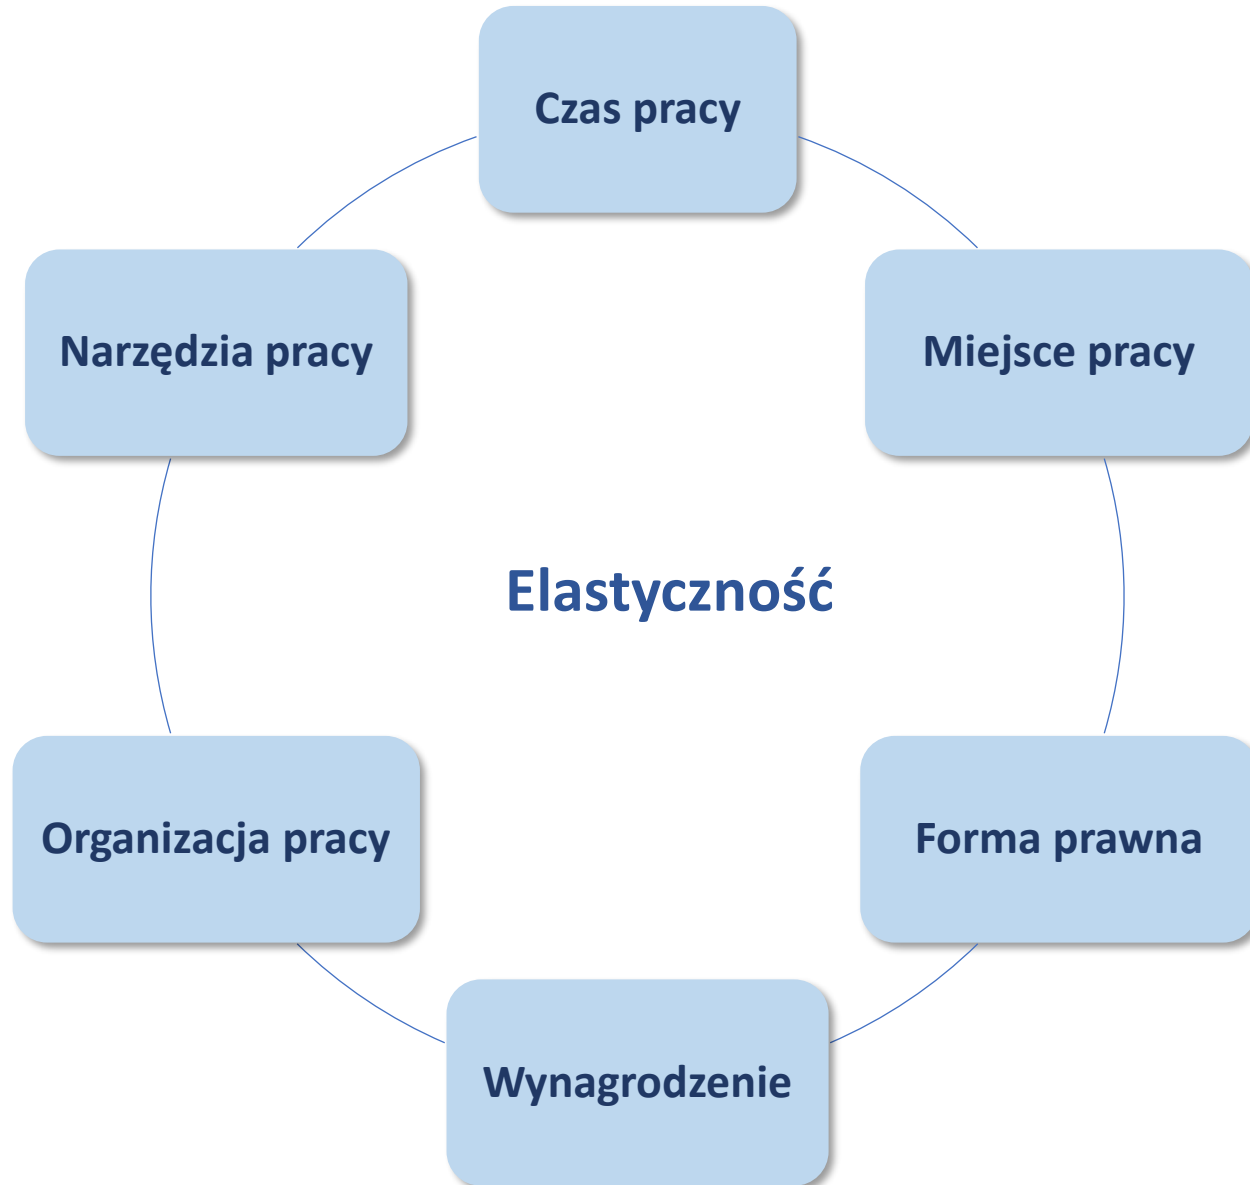 Czas pracy
Narzędzia pracy
Miejsce pracy
Elastyczność
Organizacja pracy
Forma prawna
Wynagrodzenie